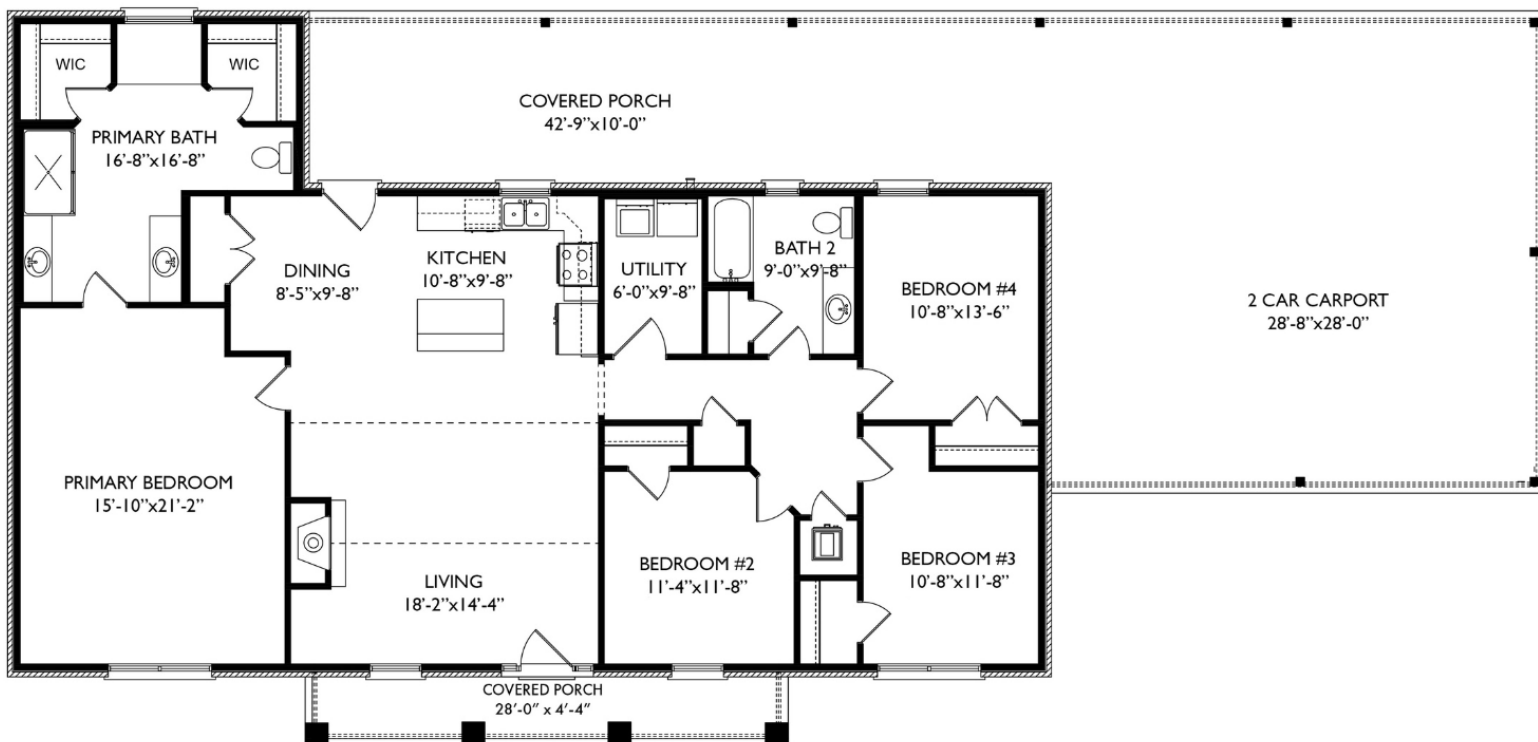 WIC
WIC
COVERED PORCH
42’-9”x10’-0”
PRIMARY BATH
16’-8”x16’-8”
DINING
8’-5”x9’-8”
KITCHEN
10’-8”x9’-8”
UTILITY
6’-0”x9’-8”
BATH 2
9’-0”x9’-8”
BEDROOM #4
10’-8”x13’-6”
2 CAR CARPORT
28’-8”x28’-0”
PRIMARY BEDROOM
15’-10”x21’-2”
LIVING
18’-2”x14’-4”
BEDROOM #2
11’-4”x11’-8”
BEDROOM #3
10’-8”x11’-8”
COVERED PORCH
28’-0” x 4’-4”